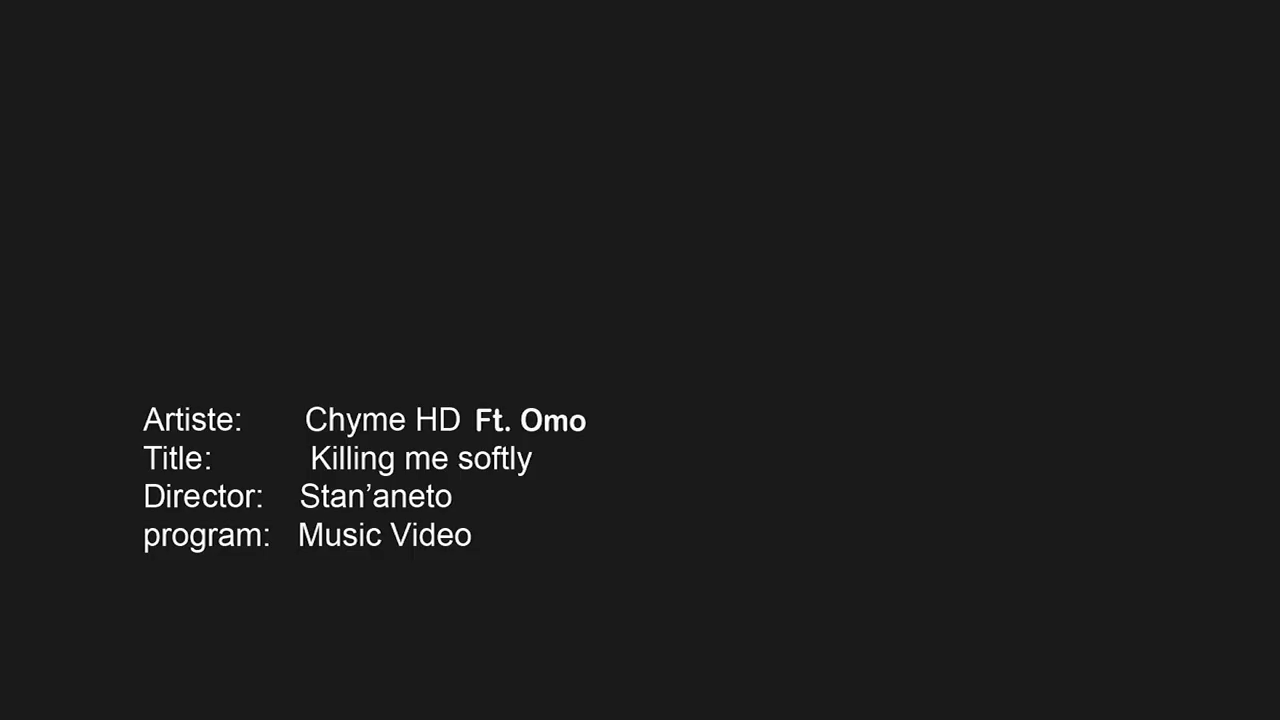 Artiste: Chyme HD Ft. Omo
Title: Killing me softly
Director: Stan’aneto
program: Music Video